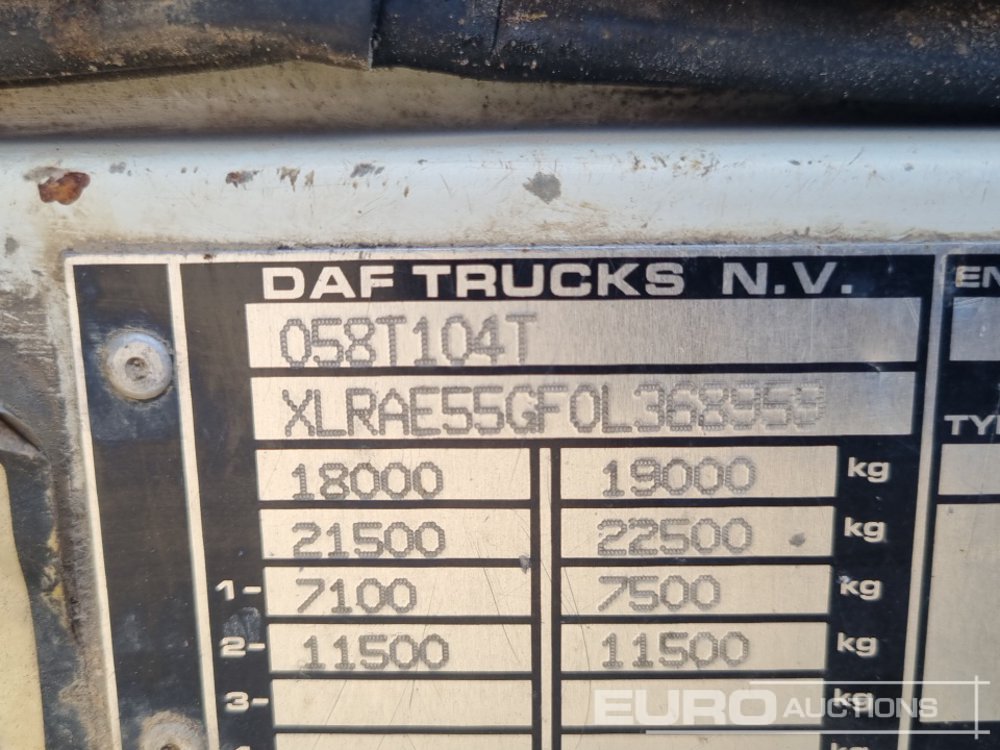 DAF TRUCKS N.V.
058T104T
XLRAE55GF0L368959
18000 19000 kg
21500 22500 kg
1- 7100 7500 kg
2- 11500 11500 kg
3- kg
EURO AUCTIONS